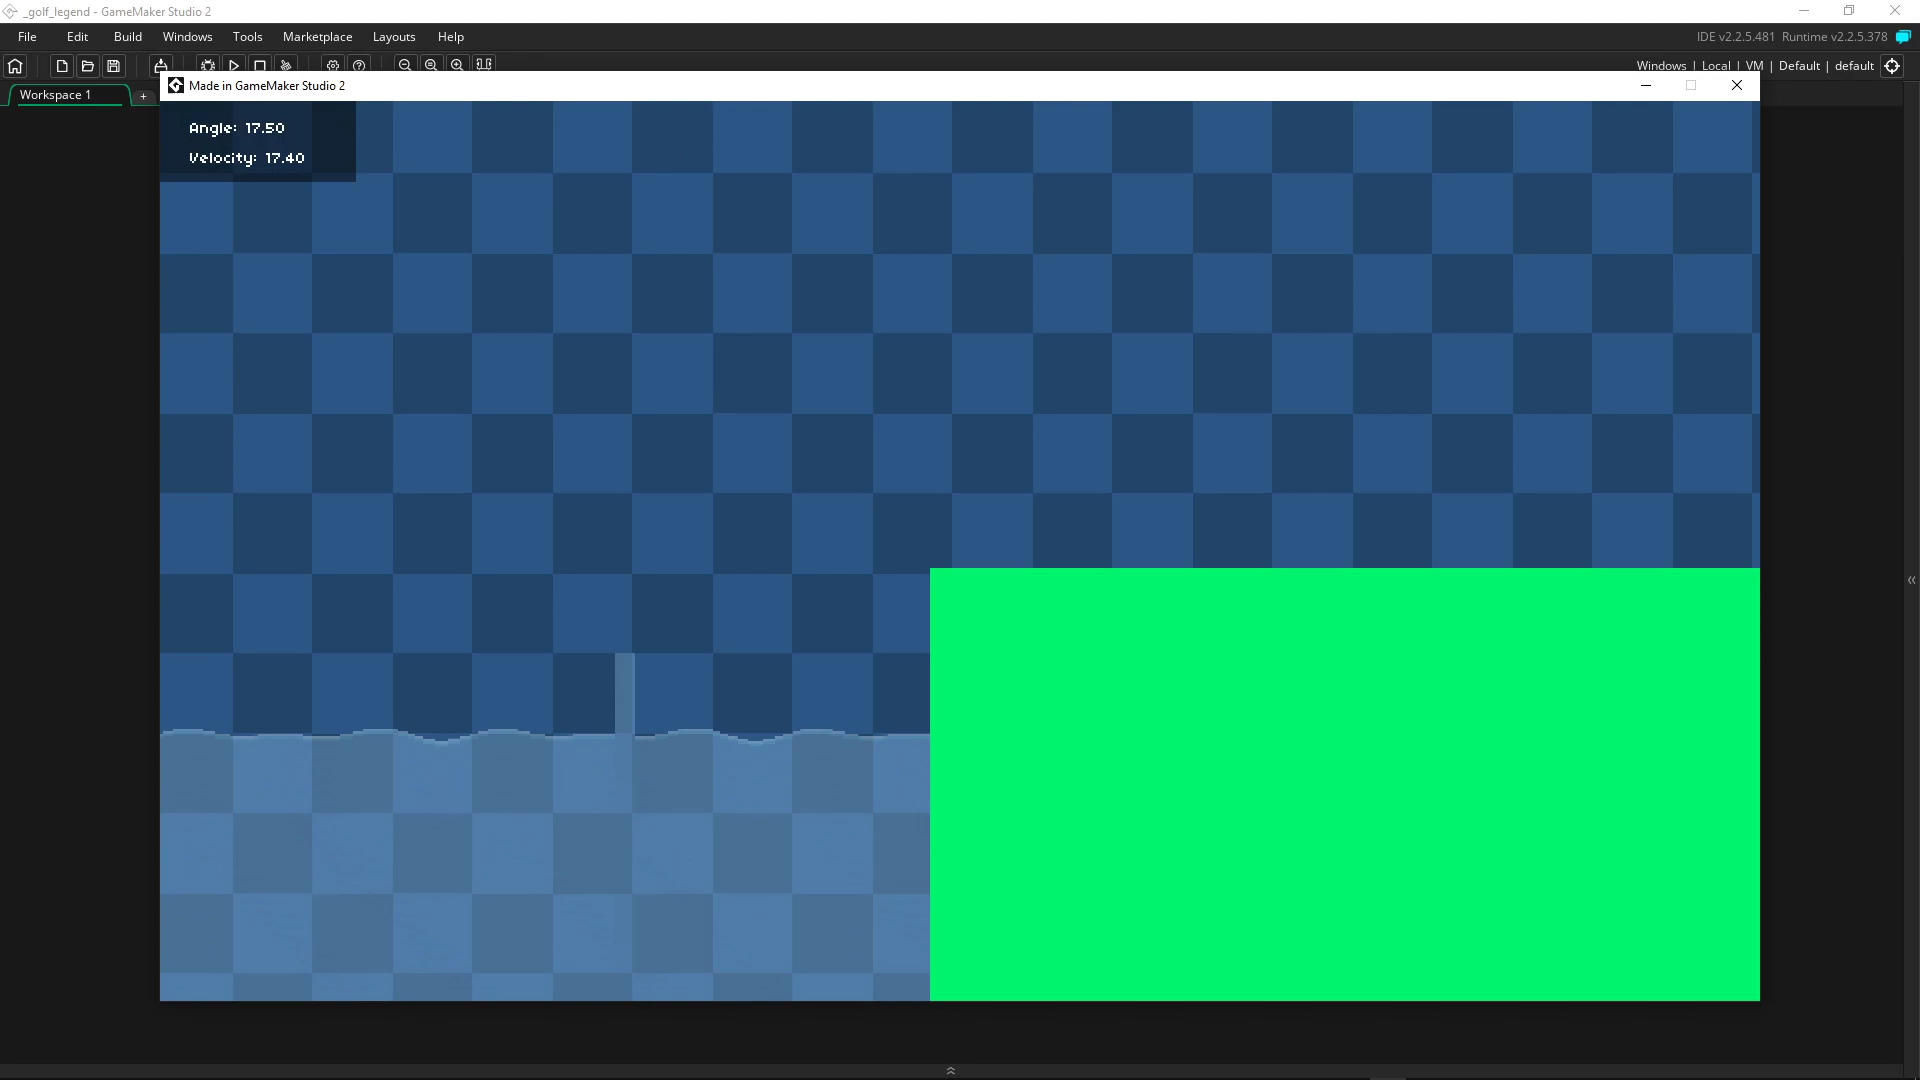 _golf_legend - GameMaker Studio 2
File Edit Build Windows Tools Marketplace Layouts Help
IDE v2.2.5.481 Runtime v2.2.5.378
Windows | Local | VM | Default | default
Workspace 1 +
Made in GameMaker Studio 2
Angle: 17.50
Velocity: 17.40